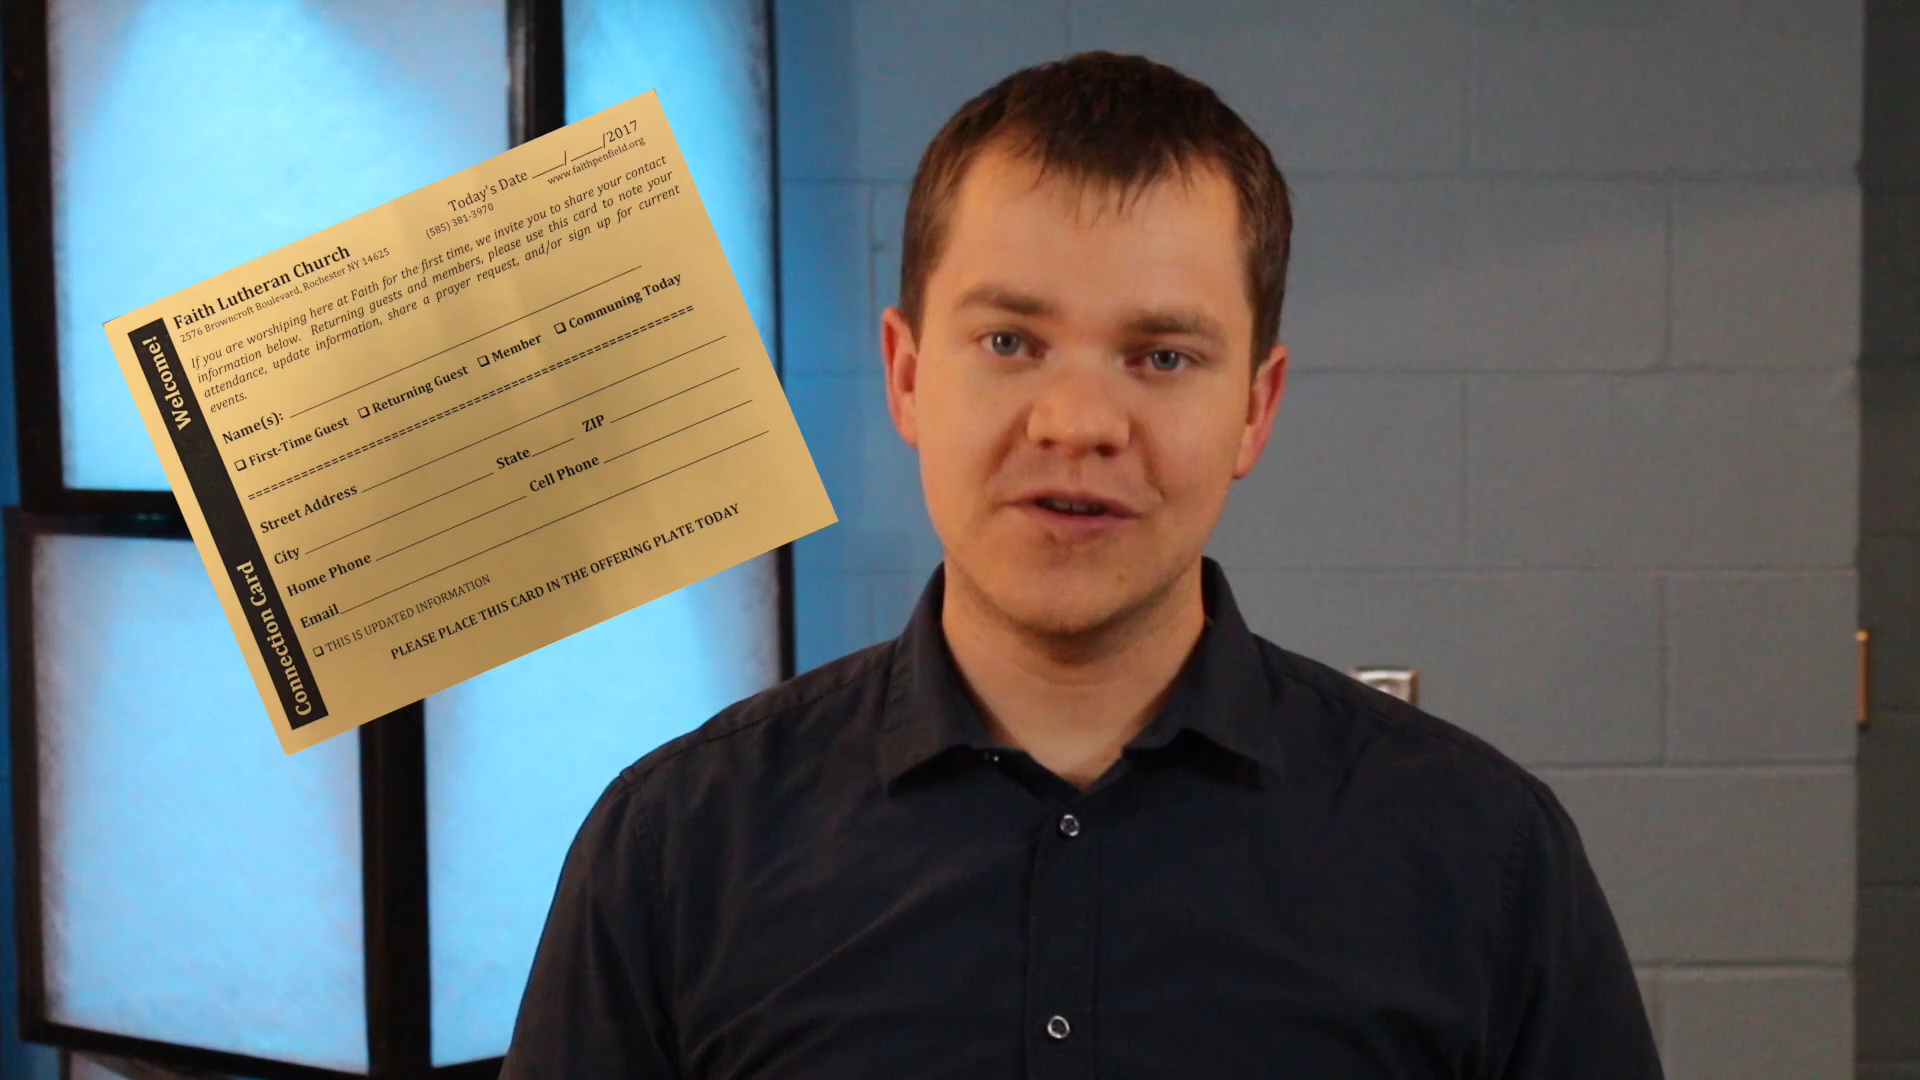 Welcome!
Connection Card
Faith Lutheran Church
Today's Date ____/____/2017
2576 Browncroft Boulevard, Rochester NY 14625
(585) 381-3970
www.faithpenfield.org
If you are worshiping here at Faith for the first time, we invite you to share your contact
information below. Returning guests and members, please use this card to note your
attendance, update information, share a prayer request, and/or sign up for current
events.
Name(s):
❑ First-Time Guest ❑ Returning Guest ❑ Member ❑ Communing Today
Street Address
City State ZIP
Home Phone Cell Phone
Email
❑ THIS IS UPDATED INFORMATION
PLEASE PLACE THIS CARD IN THE OFFERING PLATE TODAY